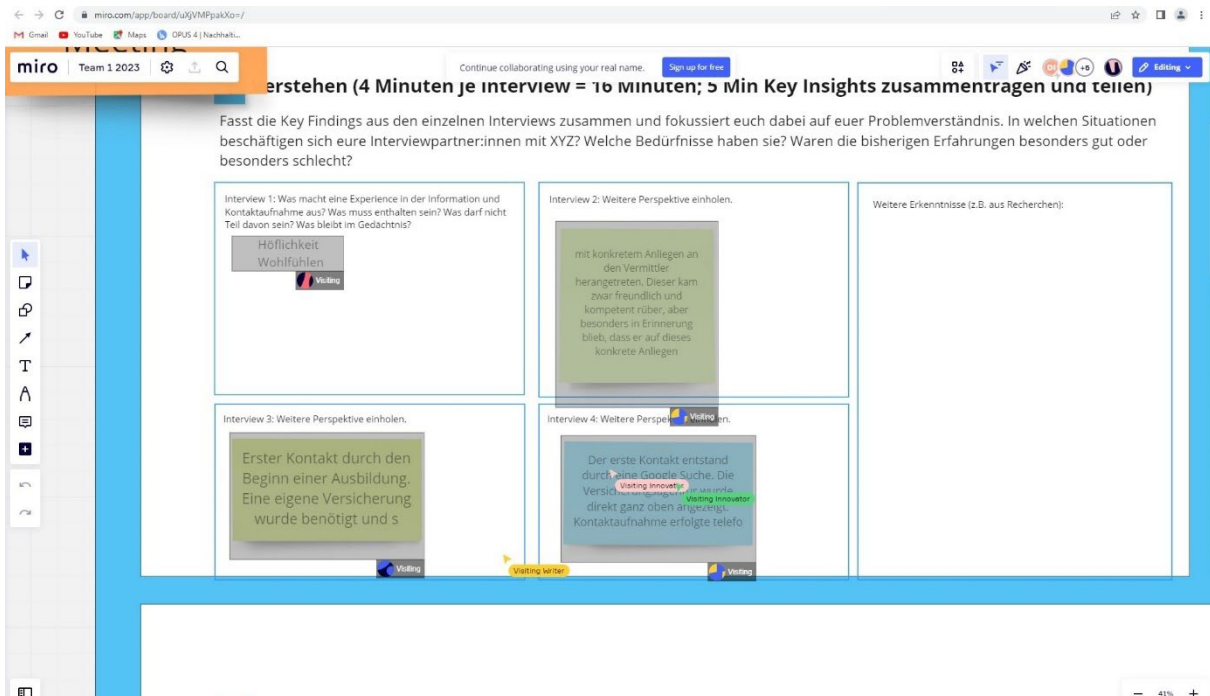 miro.com/app/board/uXjVMPpakXo=/
Gmail YouTube Maps OPUS 4 | Nachhalti...
Meeting
miro Team 1 2023
Continue collaborating using your real name. Sign up for free
+6
Editing
erstehen (4 Minuten je Interview = 16 Minuten; 5 Min Key Insights zusammentragen und teilen)
Fasst die Key Findings aus den einzelnen Interviews zusammen und fokussiert euch dabei auf euer Problemverständnis. In welchen Situationen
beschäftigen sich eure Interviewpartner:innen mit XYZ? Welche Bedürfnisse haben sie? Waren die bisherigen Erfahrungen besonders gut oder
besonders schlecht?
Interview 1: Was macht eine Experience in der Information und
Kontaktaufnahme aus? Was muss enthalten sein? Was darf nicht
Teil davon sein? Was bleibt im Gedächtnis?
Höflichkeit
Wohlfühlen
Visiting
Interview 2: Weitere Perspektive einholen.
mit konkretem Anliegen an
den Vermittler
herangetreten. Dieser kam
zwar freundlich und
kompetent rüber, aber
besonders in Erinnerung
blieb, dass er auf dieses
konkrete Anliegen
Visiting
Weitere Erkenntnisse (z.B. aus Recherchen):
Interview 3: Weitere Perspektive einholen.
Erster Kontakt durch den
Beginn einer Ausbildung.
Eine eigene Versicherung
wurde benötigt und s
Visiting
Visiting Writer
Interview 4: Weitere
Der erste Kontakt entstand
durch eine Google Suche. Die
Visiting Innovator
wurde
Visiting Innovator
direkt ganz oben angezeigt.
Kontaktaufnahme erfolgte telefo
Visiting
41%